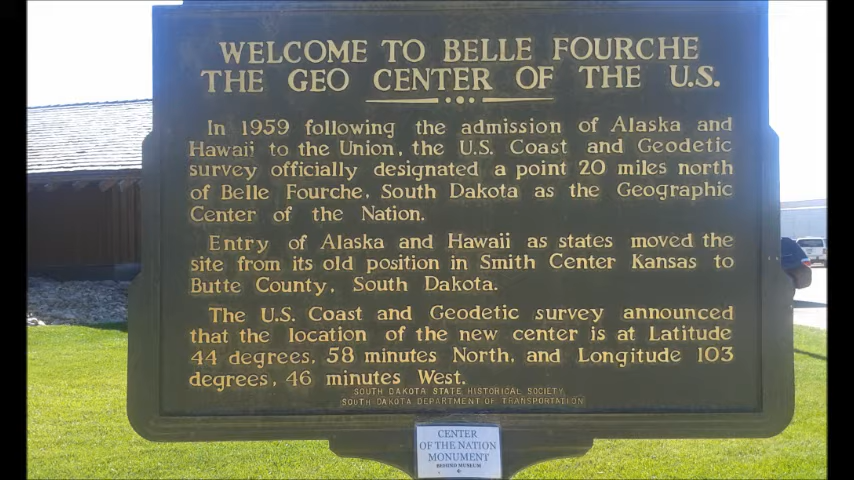 WELCOME TO BELLE FOURCHE
THE GEO CENTER OF THE U.S.
In 1959 following the admission of Alaska and
Hawaii to the Union, the U.S. Coast and Geodetic
survey officially designated a point 20 miles north
of Belle Fourche, South Dakota as the Geographic
Center of the Nation.
Entry of Alaska and Hawaii as states moved the
site from its old position in Smith Center Kansas to
Butte County, South Dakota.
The U.S. Coast and Geodetic survey announced
that the location of the new center is at Latitude
44 degrees, 58 minutes North, and Longitude 103
degrees, 46 minutes West.
SOUTH DAKOTA STATE HISTORICAL SOCIETY
SOUTH DAKOTA DEPARTMENT OF TRANSPORTATION
CENTER
OF THE NATION
MONUMENT
BEHIND MUSEUM